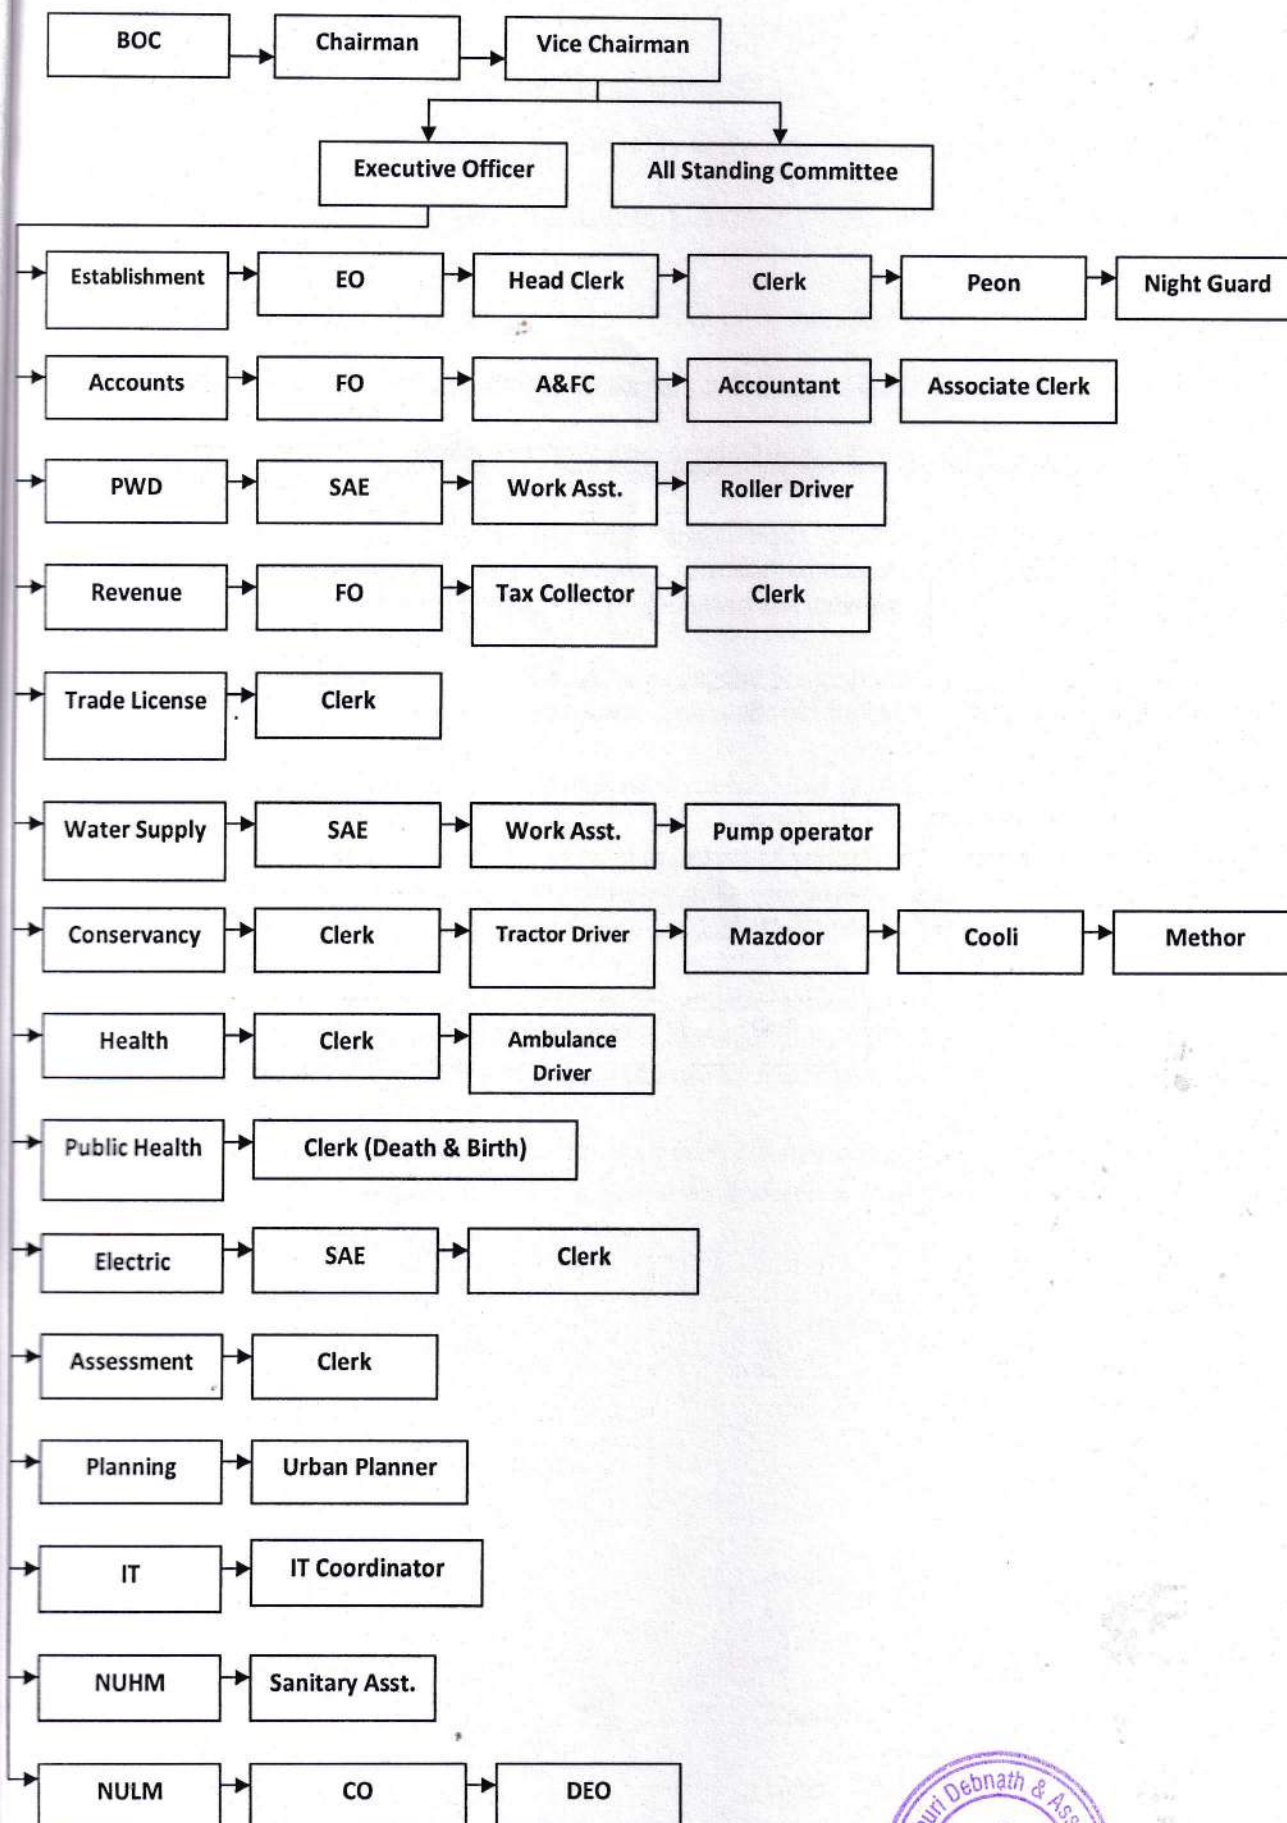 BOC
Chairman
Vice Chairman
Executive Officer
All Standing Committee
Establishment
EO
Head Clerk
Clerk
Peon
Night Guard
Accounts
FO
A&FC
Accountant
Associate Clerk
PWD
SAE
Work Asst.
Roller Driver
Revenue
FO
Tax Collector
Clerk
Trade License
Clerk
Water Supply
SAE
Work Asst.
Pump operator
Conservancy
Clerk
Tractor Driver
Mazdoor
Cooli
Methor
Health
Clerk
Ambulance
Driver
Public Health
Clerk (Death & Birth)
Electric
SAE
Clerk
Assessment
Clerk
Planning
Urban Planner
IT
IT Coordinator
NUHM
Sanitary Asst.
NULM
CO
DEO
Debnath &